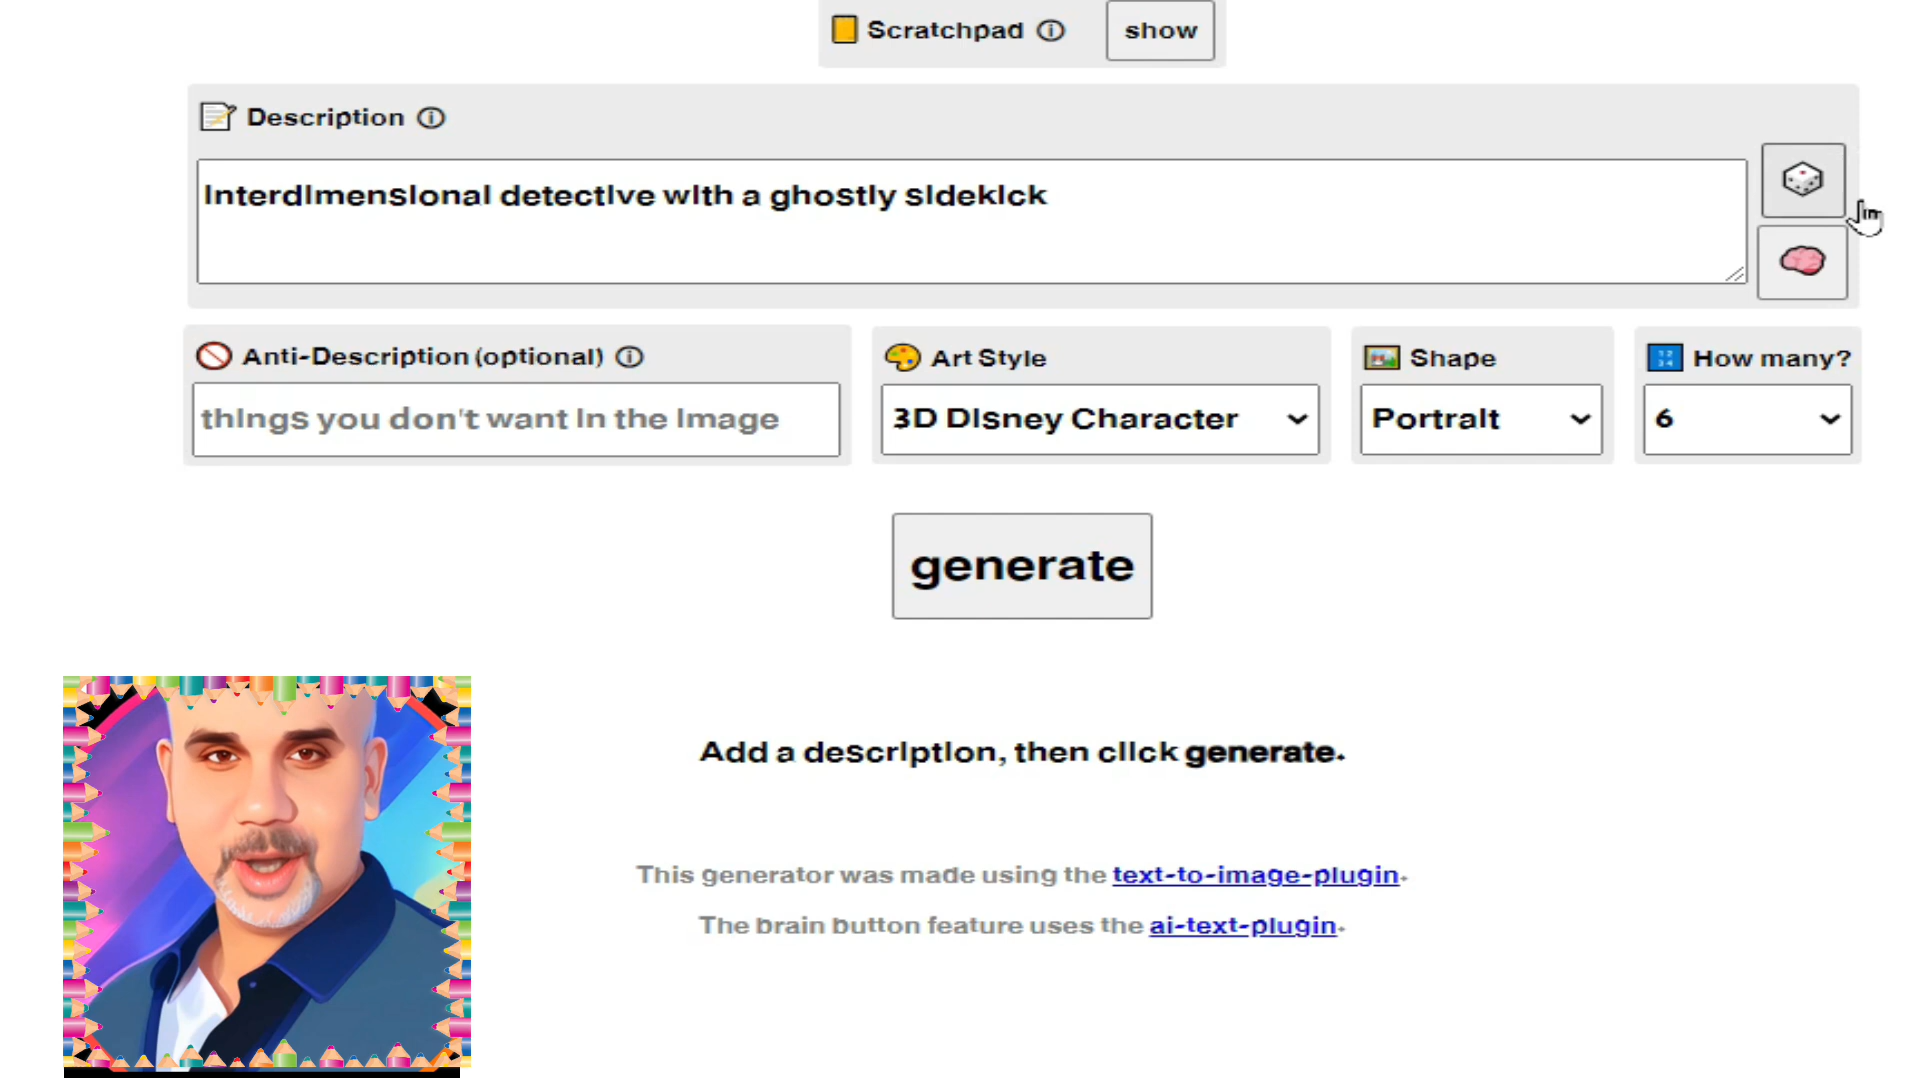 Scratchpad ⓘ show
Description ⓘ
Interdimensional detective with a ghostly sidekick
Anti-Description (optional) ⓘ Art Style Shape How many?
things you don't want in the image 3D Disney Character Portrait 6
generate
Add a description, then click generate.
This generator was made using the text-to-image-plugin.
The brain button feature uses the ai-text-plugin.